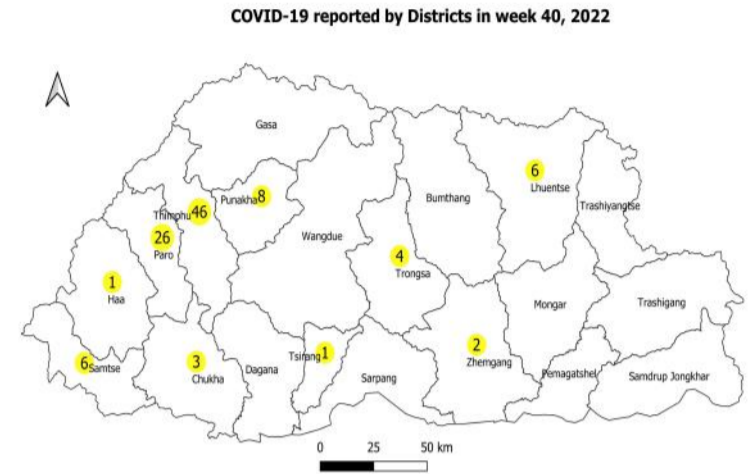 COVID-19 reported by Districts in week 40, 2022
Gasa
6
Lhuentse
Punakha 8
Bumthang
Trashiyangtse
Thimphu 46
Wangdue
26
Paro
4
Trongsa
1
Haa
Mongar
Trashigang
Tsirang 1
2
Zhemgang
6 Samtse
3
Chukha
Dagana
Sarpang
Pemagatshel
Samdrup Jongkhar
0 25 50 km